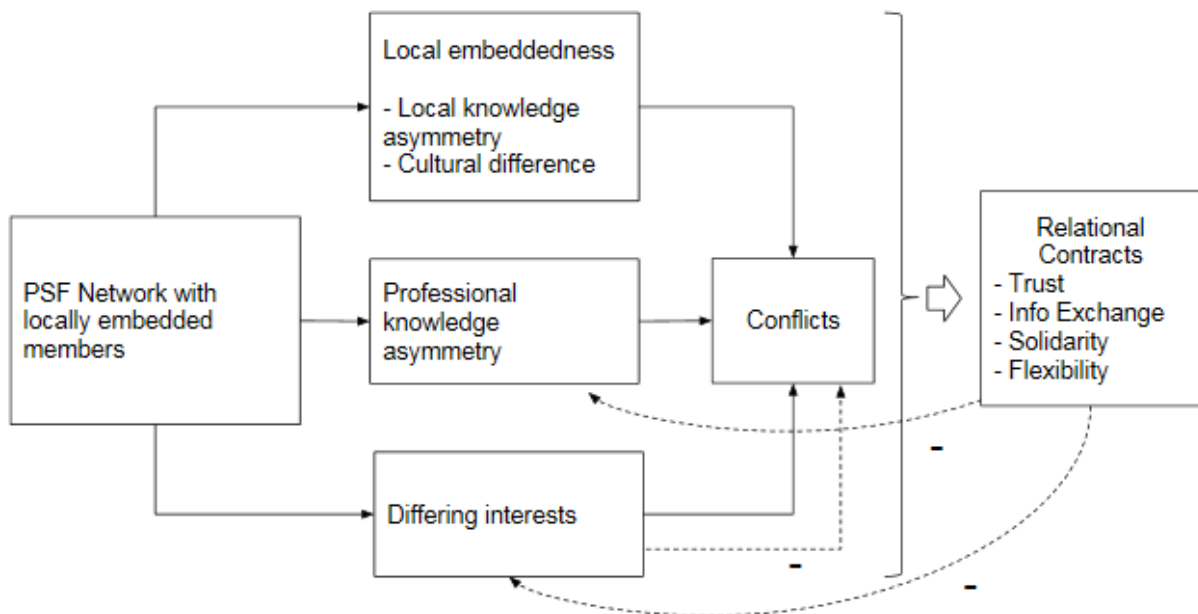 Local embeddedness
- Local knowledge
asymmetry
- Cultural difference
PSF Network with
locally embedded
members
Professional
knowledge
asymmetry
Conflicts
Differing interests
Relational
Contracts
- Trust
- Info Exchange
- Solidarity
- Flexibility
-
-
-